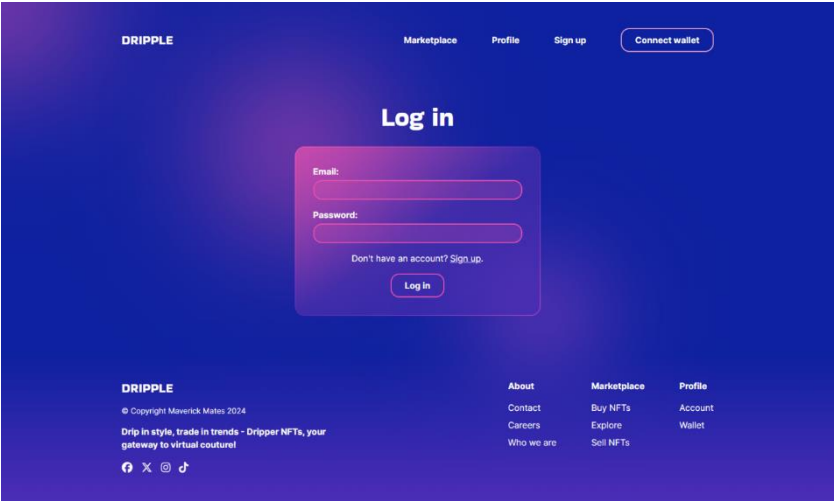 DRIPPLE
Marketplace
Profile
Sign up
Connect wallet
Log in
Email:
Password:
Don't have an account? Sign up.
Log in
DRIPPLE
© Copyright Maverick Mates 2024
Drip in style, trade in trends - Dripper NFTs, your
gateway to virtual couture!
About
Contact
Careers
Who we are
Marketplace
Buy NFTs
Explore
Sell NFTs
Profile
Account
Wallet